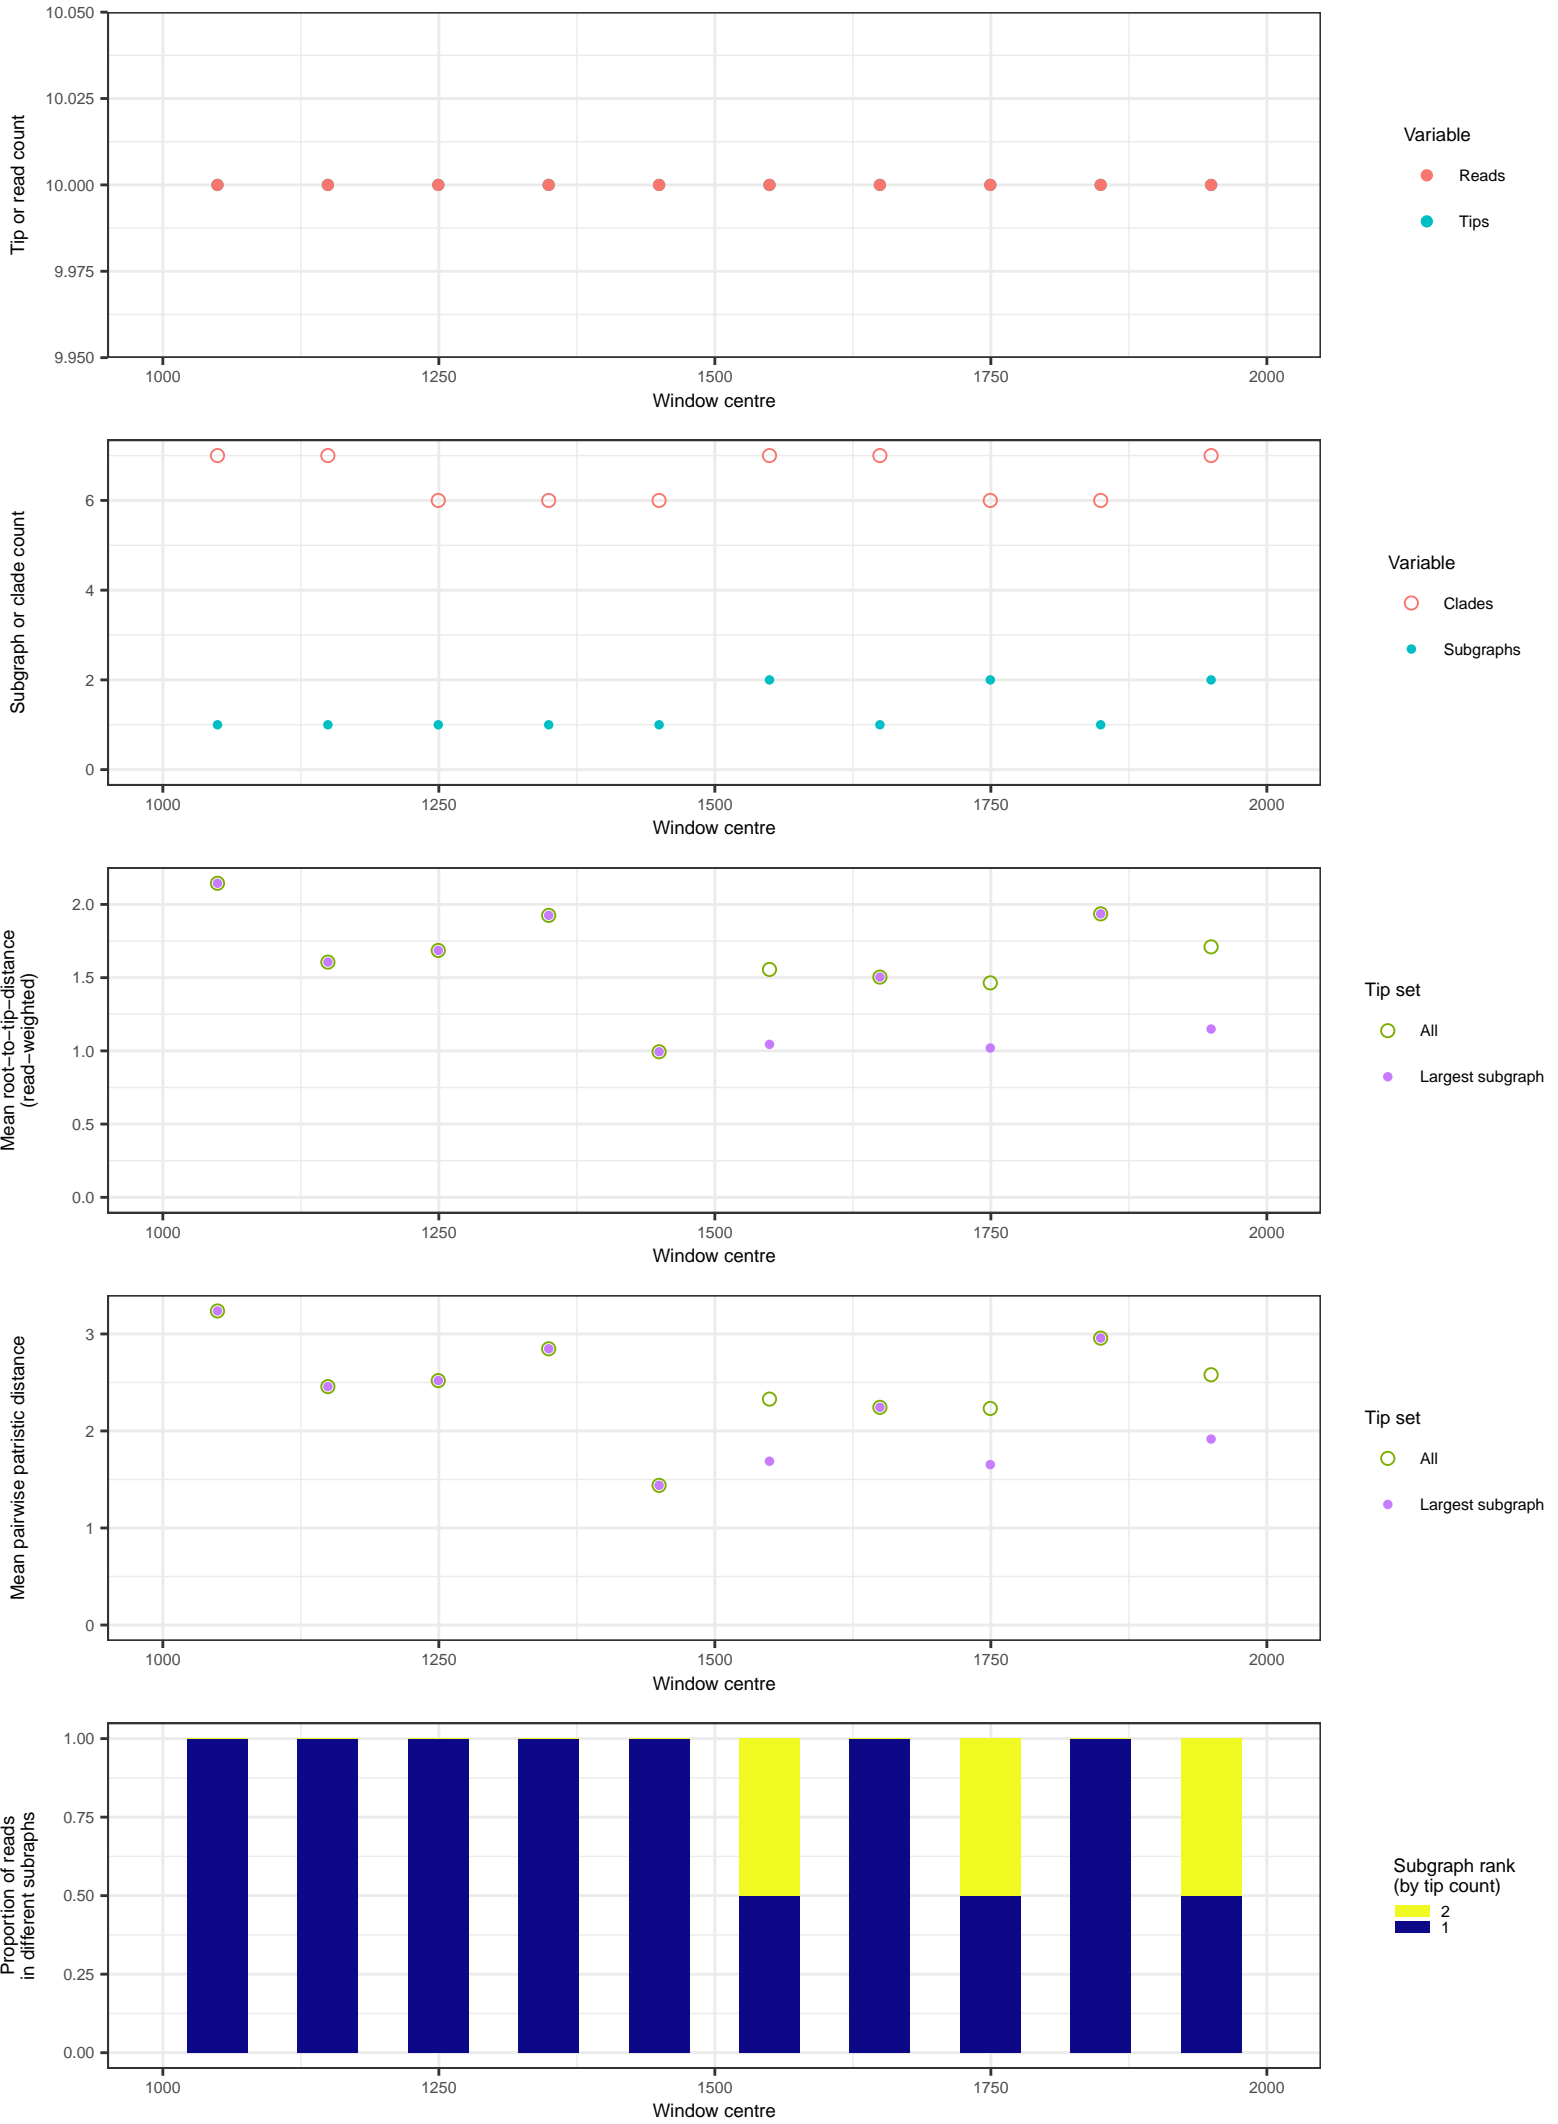 10.050
10.025
10.000
9.975
9.950
Tip or read count
1000 1250 1500 1750 2000
Window centre
Variable
Reads
Tips
6
4
2
0
Subgraph or clade count
1000 1250 1500 1750 2000
Window centre
Variable
Clades
Subgraphs
2.0
1.5
1.0
0.5
0.0
Mean root−to−tip−distance
(read−weighted)
1000 1250 1500 1750 2000
Window centre
Tip set
All
Largest subgraph
3
2
1
0
Mean pairwise patristic distance
1000 1250 1500 1750 2000
Window centre
Tip set
All
Largest subgraph
1.00
0.75
0.50
0.25
0.00
Proportion of reads
in different subraphs
1000 1250 1500 1750 2000
Window centre
Subgraph rank
(by tip count)
2
1